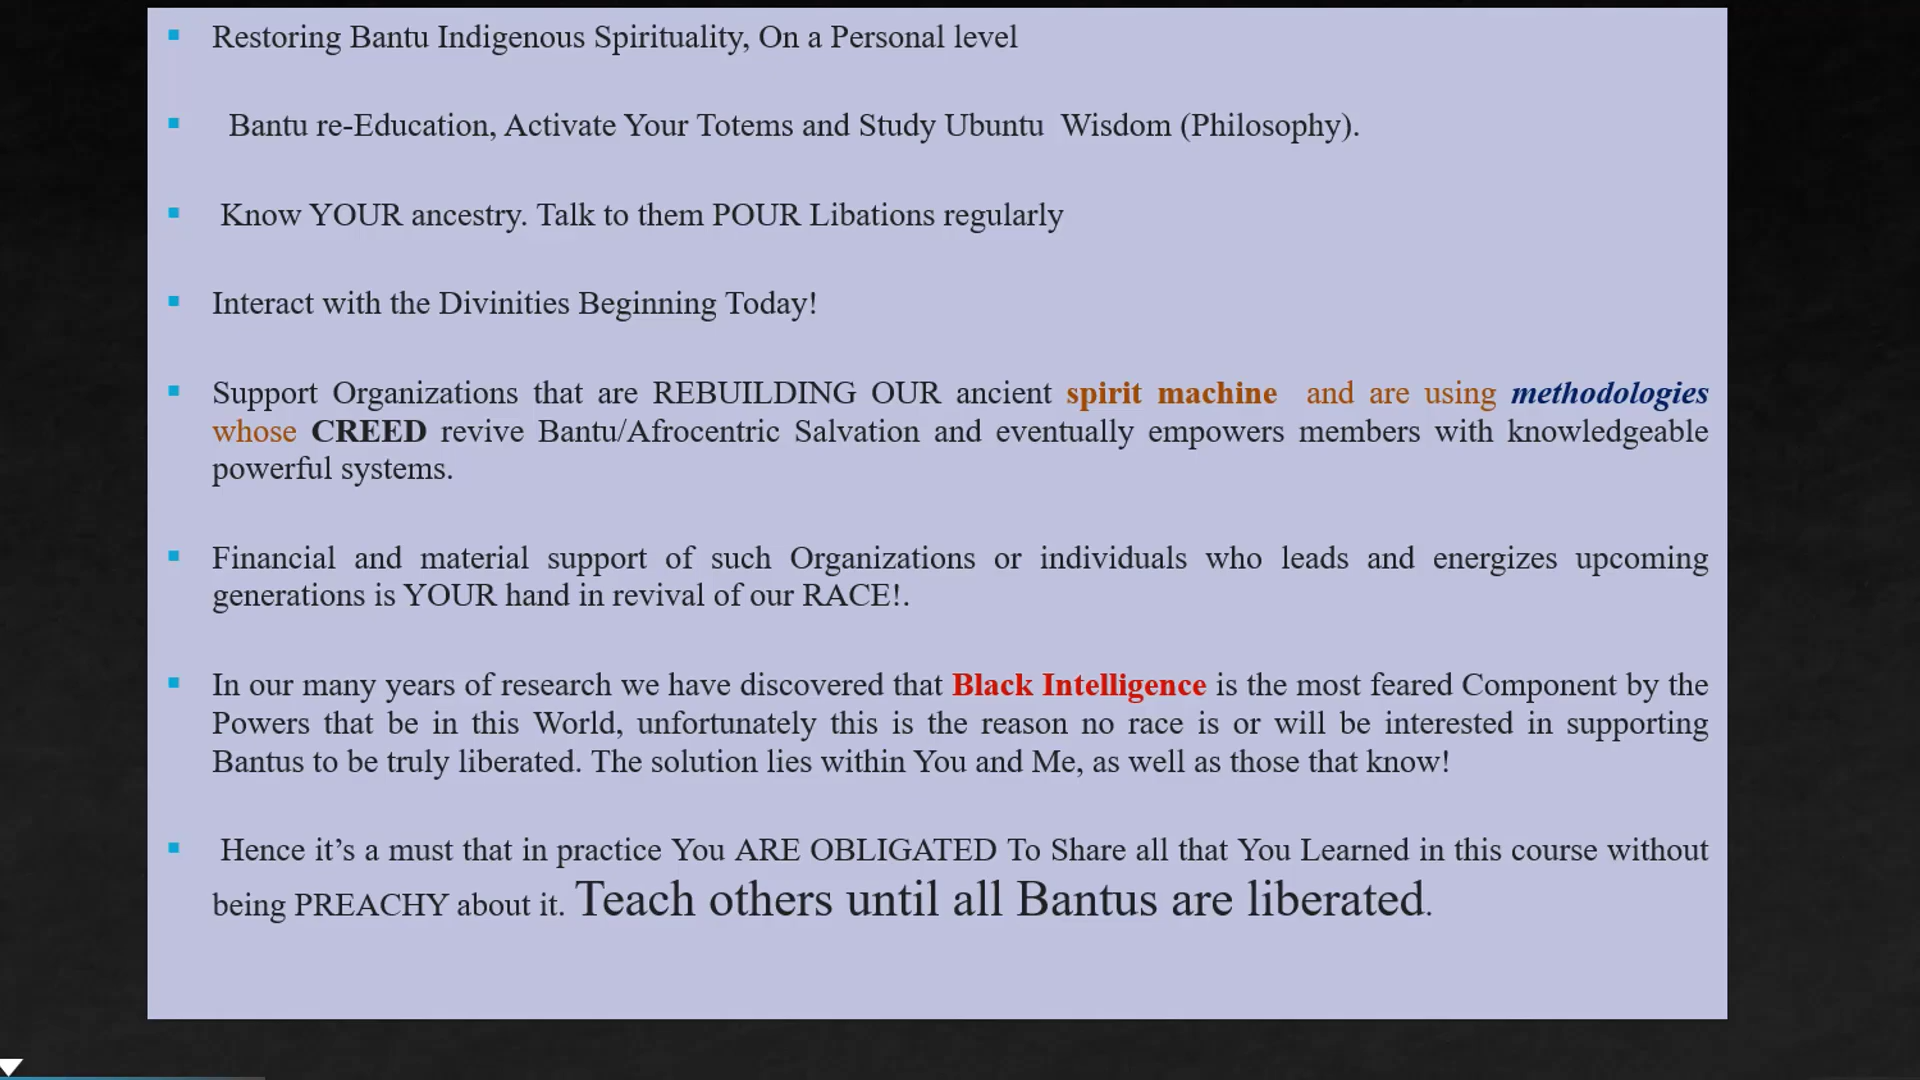 Restoring Bantu Indigenous Spirituality, On a Personal level
Bantu re-Education, Activate Your Totems and Study Ubuntu Wisdom (Philosophy).
Know YOUR ancestry. Talk to them POUR Libations regularly
Interact with the Divinities Beginning Today!
Support Organizations that are REBUILDING OUR ancient spirit machine and are using methodologies
whose CREED revive Bantu/Afrocentric Salvation and eventually empowers members with knowledgeable
powerful systems.
Financial and material support of such Organizations or individuals who leads and energizes upcoming
generations is YOUR hand in revival of our RACE!.
In our many years of research we have discovered that Black Intelligence is the most feared Component by the
Powers that be in this World, unfortunately this is the reason no race is or will be interested in supporting
Bantus to be truly liberated. The solution lies within You and Me, as well as those that know!
Hence it’s a must that in practice You ARE OBLIGATED To Share all that You Learned in this course without
being PREACHY about it. Teach others until all Bantus are liberated.